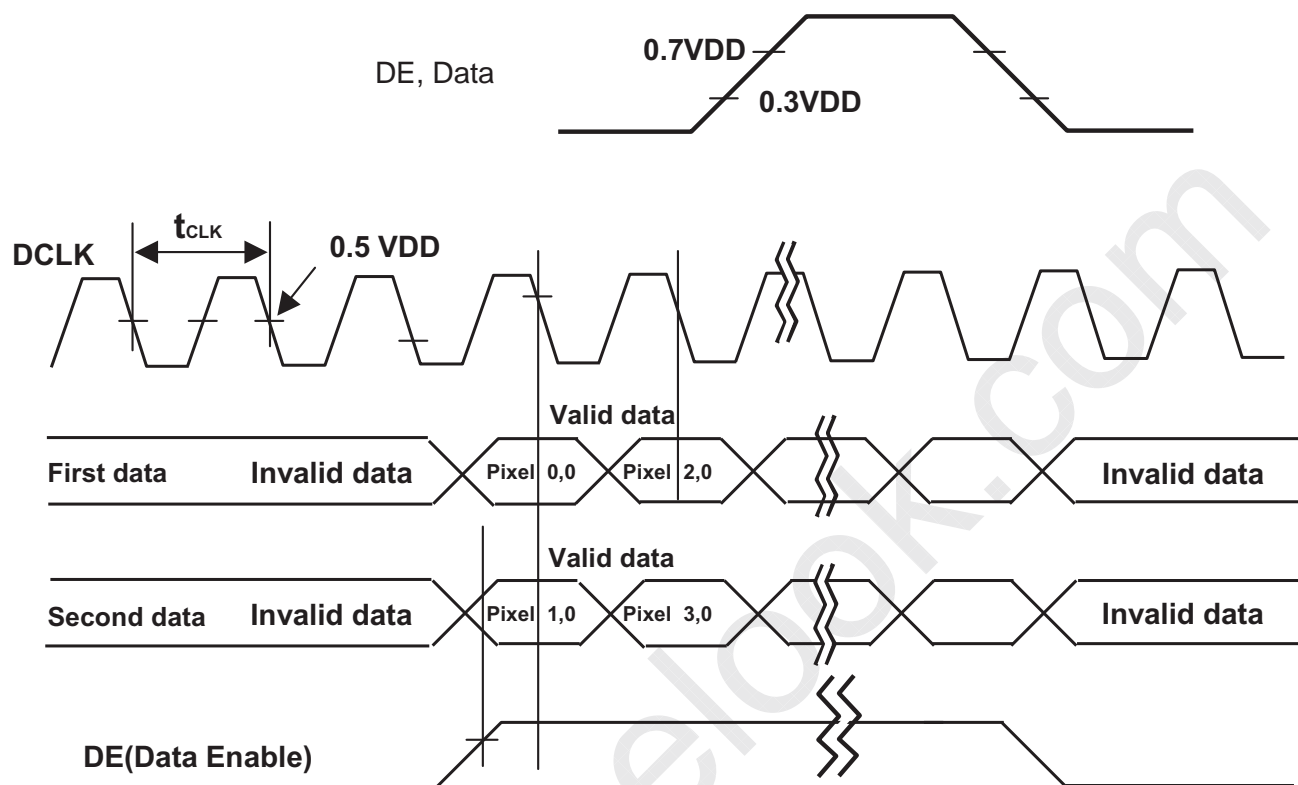 0.7VDD
DE, Data
0.3VDD
tCLK
DCLK
0.5 VDD
Valid data
First data Invalid data Pixel 0,0 Pixel 2,0 Invalid data
Valid data
Second data Invalid data Pixel 1,0 Pixel 3,0 Invalid data
DE(Data Enable)
elook.com